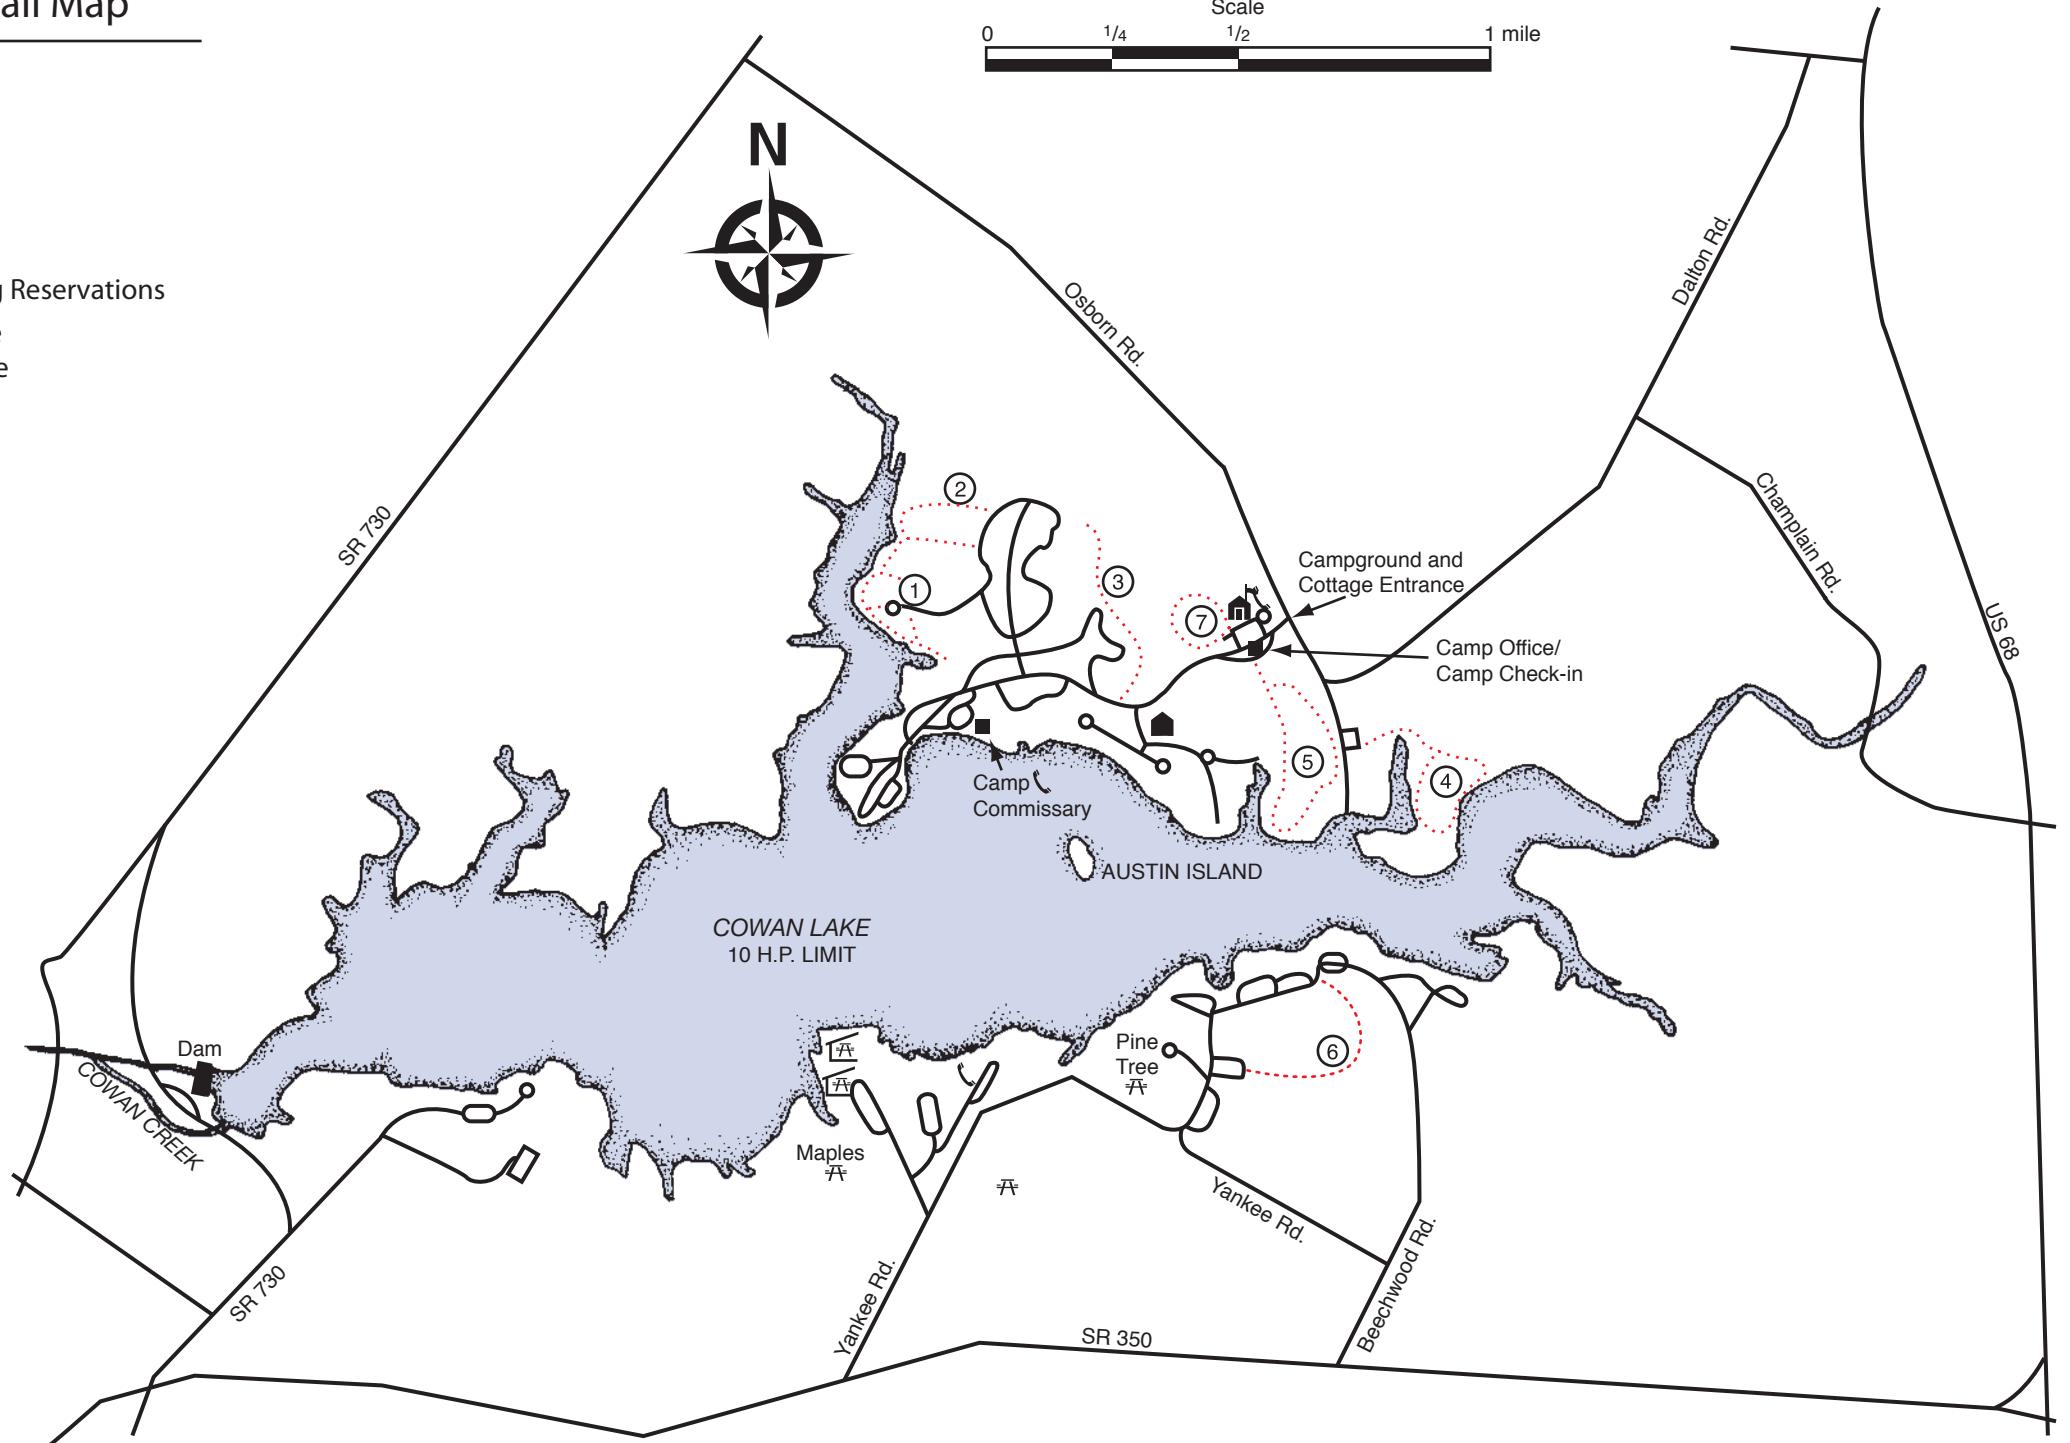 Map
Scale
0 1/4 1/2 1 mile
N
Reservations
Osborn Rd.
Dalton Rd.
SR 730
Champlain Rd.
US 68
2
1
3
7
Campground and
Cottage Entrance
Camp Office/
Camp Check-in
5
4
Camp
Commissary
AUSTIN ISLAND
COWAN LAKE
10 H.P. LIMIT
Dam
COWAN CREEK
Pine
Tree
6
Maples
Yankee Rd.
SR 730
Yankee Rd.
Beechwood Rd.
SR 350